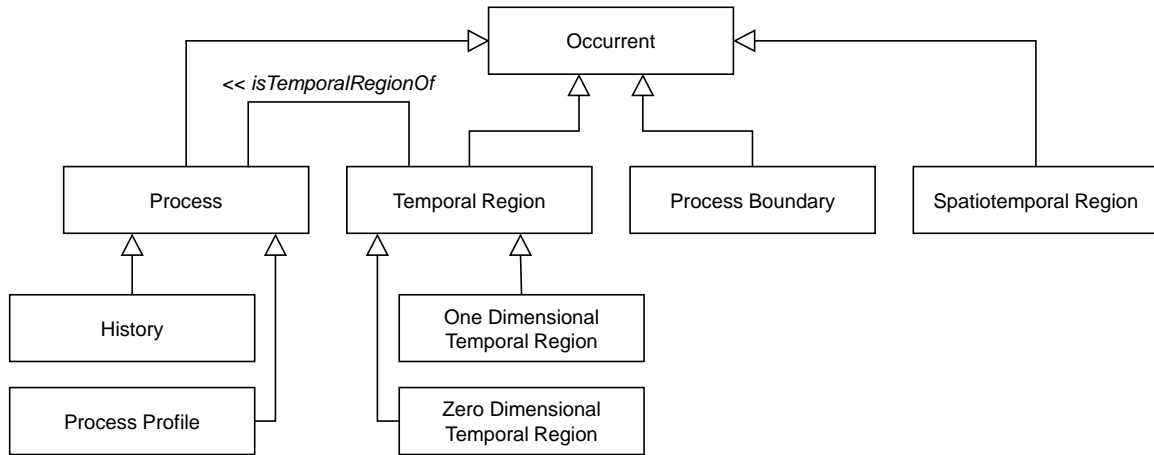 Occurrent
<< isTemporalRegionOf
Process
Temporal Region
Process Boundary
Spatiotemporal Region
History
One Dimensional
Temporal Region
Process Profile
Zero Dimensional
Temporal Region